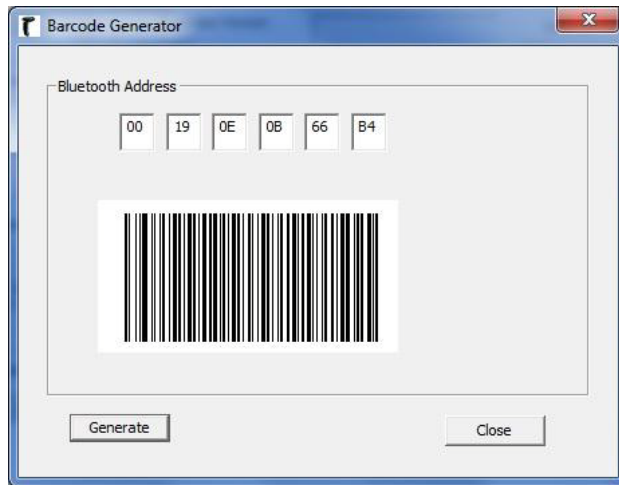 Barcode Generator
Bluetooth Address
00 19 0E 0B 66 B4
Generate Close